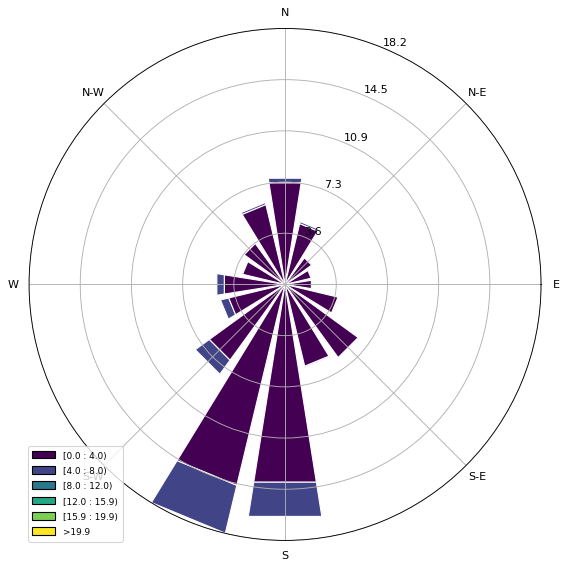 N
18.2
N-W
14.5
N-E
10.9
7.3
W
E
[0.0 : 4.0)
[4.0 : 8.0)
S-W
S-E
[8.0 : 12.0)
[12.0 : 15.9)
[15.9 : 19.9)
>19.9
S